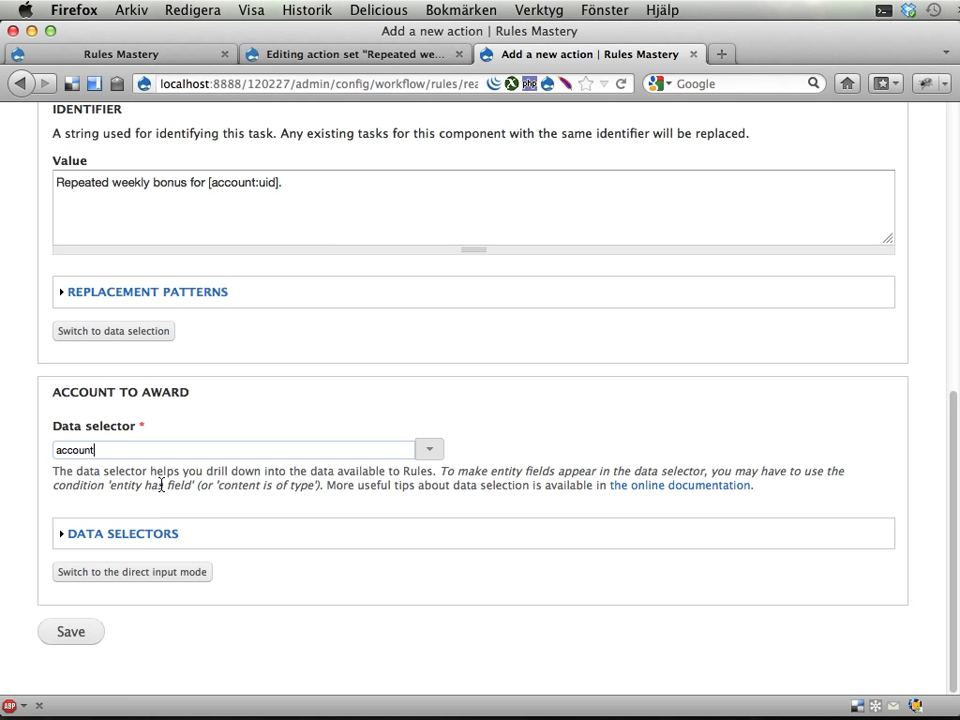 Firefox Arkiv Redigera Visa Historik Delicious Bokmärken Verktyg Fönster Hjälp
Add a new action | Rules Mastery
Rules Mastery
Editing action set "Repeated we...
Add a new action | Rules Mastery
localhost:8888/120227/admin/config/workflow/rules/rea
php
Google
IDENTIFIER
A string used for identifying this task. Any existing tasks for this component with the same identifier will be replaced.
Value
Repeated weekly bonus for [account:uid].
REPLACEMENT PATTERNS
Switch to data selection
ACCOUNT TO AWARD
Data selector *
account
The data selector helps you drill down into the data available to Rules. To make entity fields appear in the data selector, you may have to use the
condition 'entity has field' (or 'content is of type'). More useful tips about data selection is available in the online documentation.
DATA SELECTORS
Switch to the direct input mode
Save
ABP